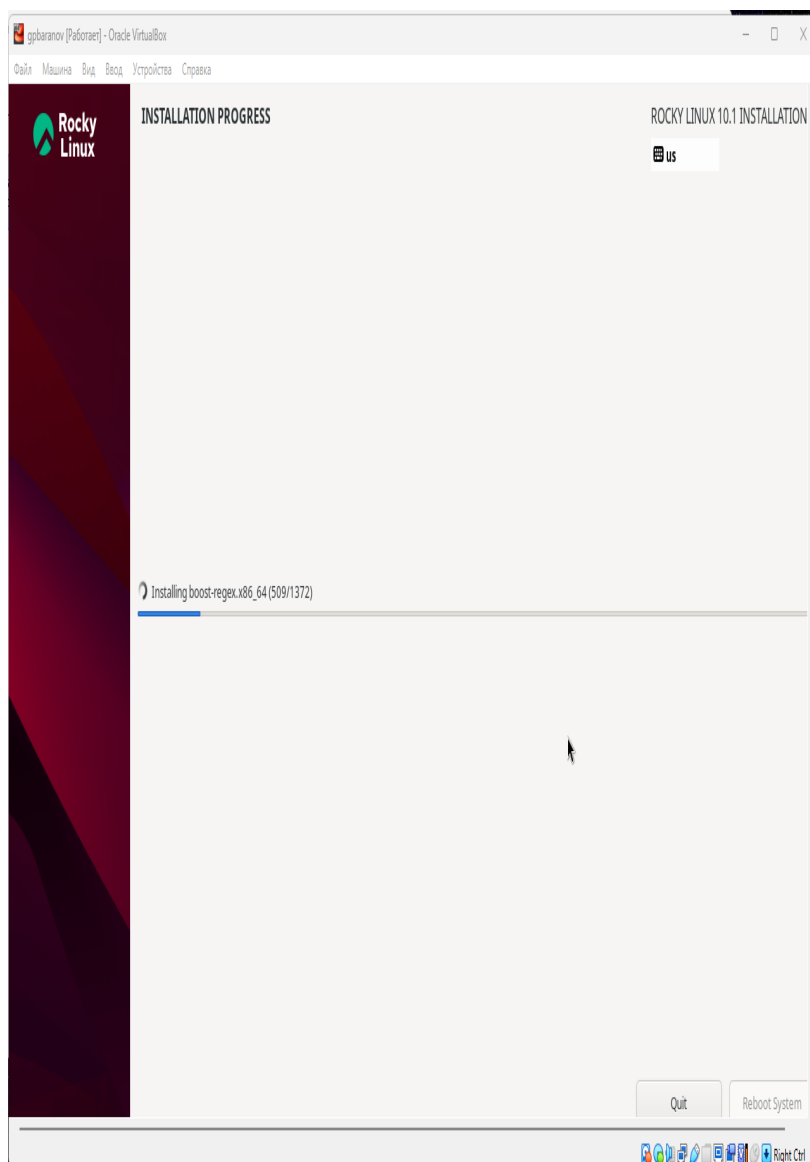 gpbaranov [Работает] - Oracle VirtualBox
Файл Машина Вид Ввод Устройства Справка
Rocky
Linux
INSTALLATION PROGRESS
ROCKY LINUX 10.1 INSTALLATION
us
Installing boost-regex.x86_64 (509/1372)
Quit
Reboot System
Right Ctrl